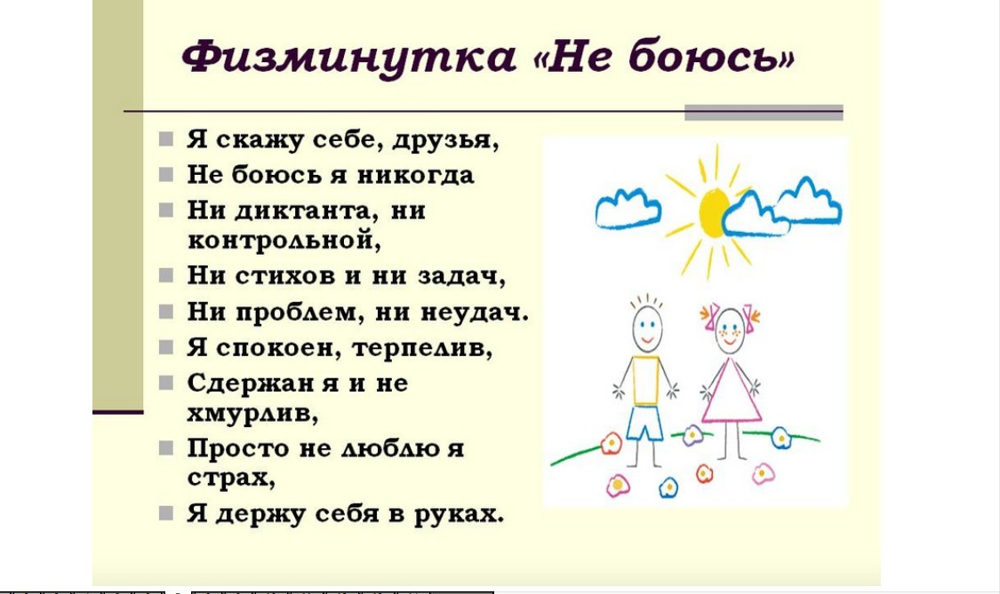 Физминутка «Не боюсь»
Я скажу себе, друзья,
Не боюсь я никогда
Ни диктанта, ни
контрольной,
Ни стихов и ни задач,
Ни проблем, ни неудач.
Я спокоен, терпелив,
Сдержан я и не
хмурлив,
Просто не люблю я
страх,
Я держу себя в руках.